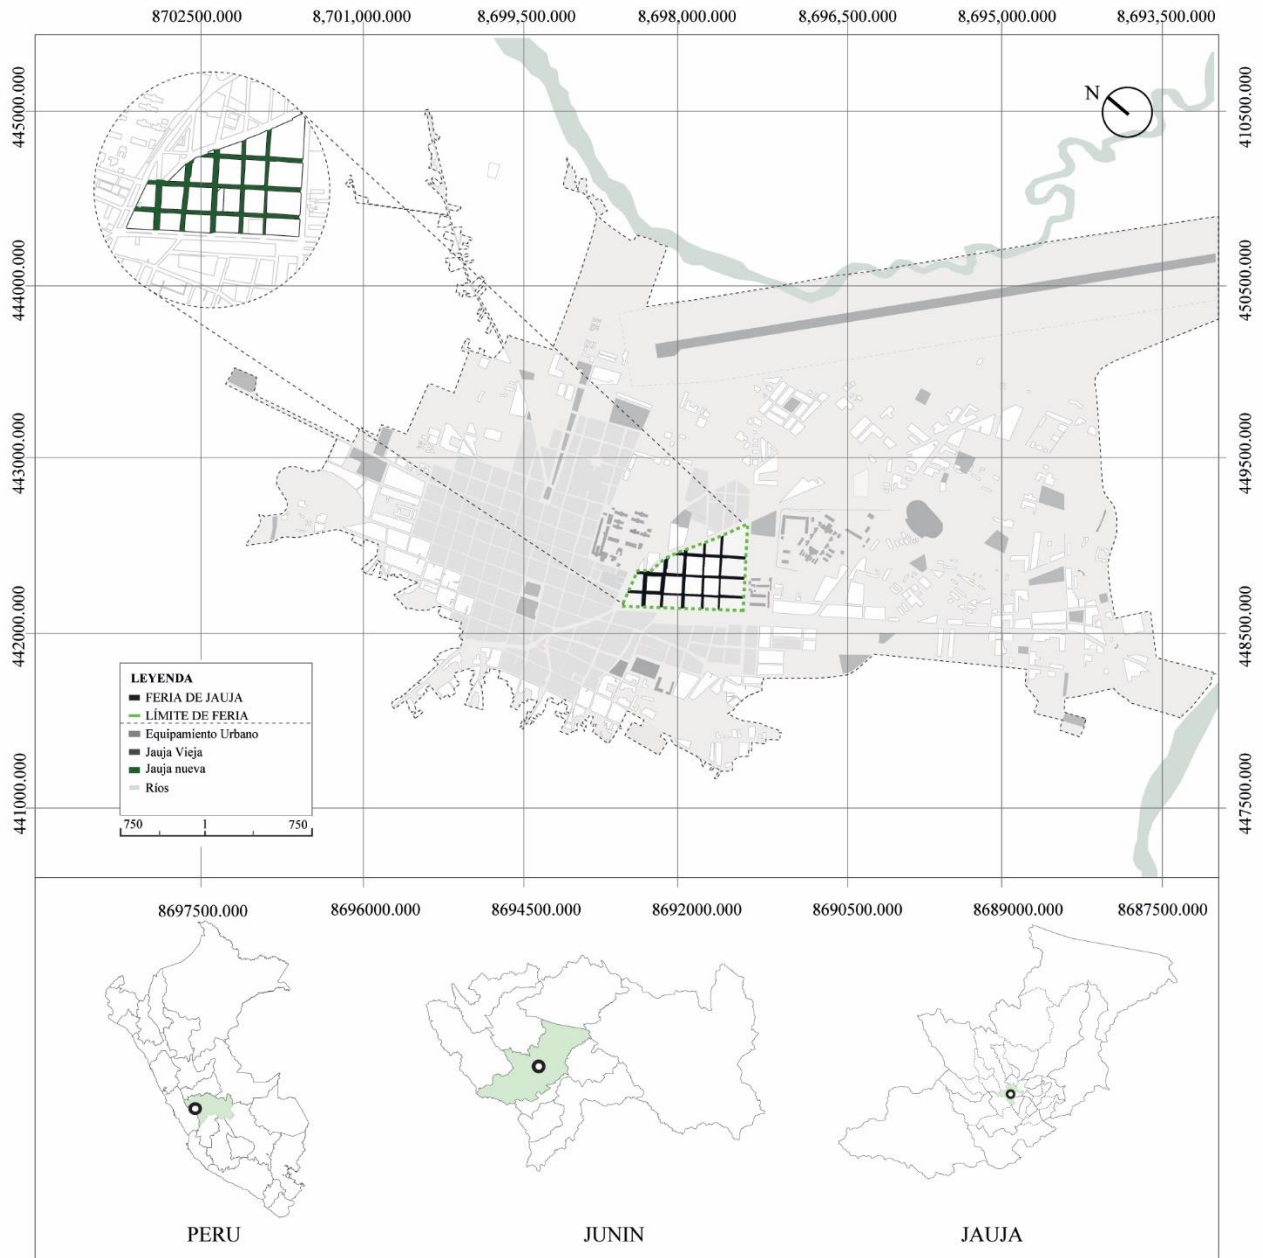 8702500.000 8,701,000.000 8,699,500.000 8,698,000.000 8,696,500.000 8,695,000.000 8,693,500.000
445000.000
444000.000
443000.000
442000.000
441000.000
N
410500.000
450500.000
449500.000
448500.000
447500.000
LEYENDA
FERIA DE JAUJA
LÍMITE DE FERIA
Equipamiento Urbano
Jauja Vieja
Jauja nueva
Ríos
750 1 750
8697500.000 8696000.000 8694500.000 8692000.000 8690500.000 8689000.000 8687500.000
PERU JUNIN JAUJA